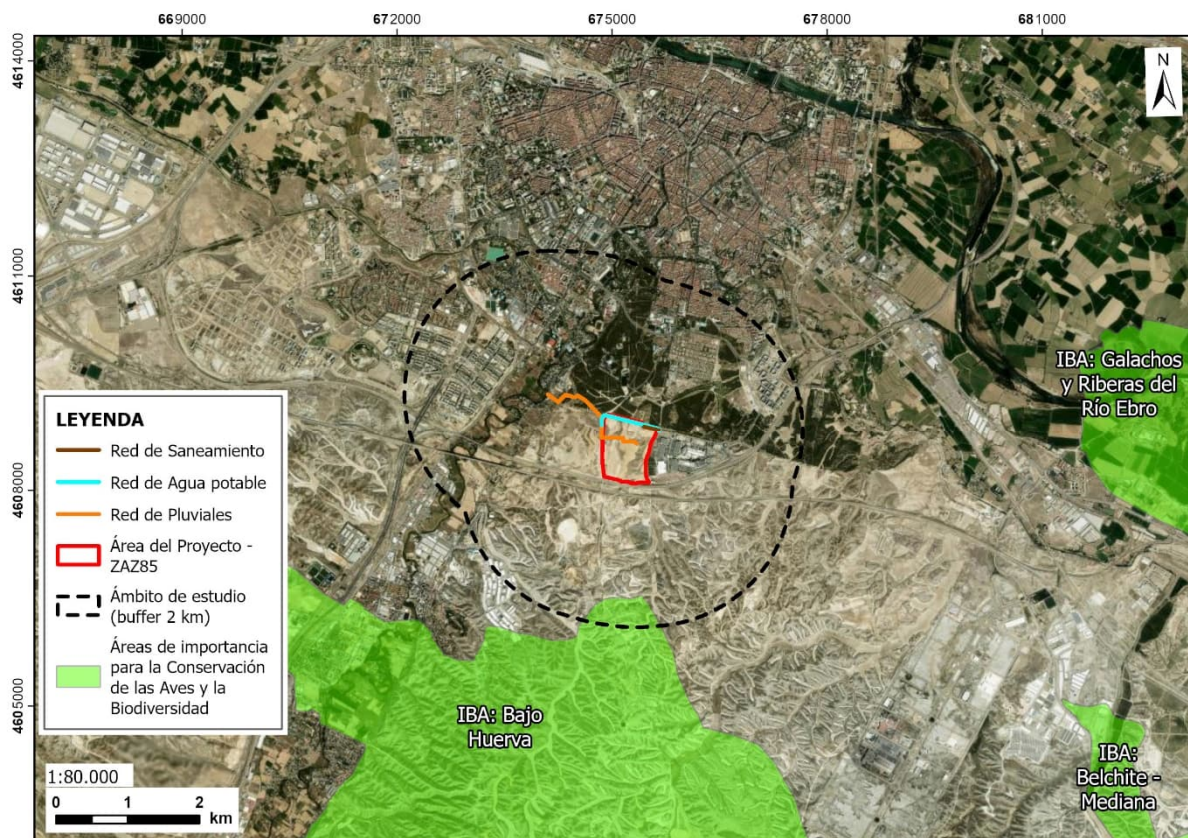 669000
672000
675000
678000
681000
4614000
4611000
4608000
4605000
N
IBA: Galachos
y Riberas del
Río Ebro
LEYENDA
Red de Saneamiento
Red de Agua potable
Red de Pluviales
Área del Proyecto -
ZAZ85
Ámbito de estudio
(buffer 2 km)
Áreas de importancia
para la Conservación
de las Aves y la
Biodiversidad
IBA: Bajo
Huerva
IBA:
Belchite -
Mediana
1:80.000
0 1 2
km